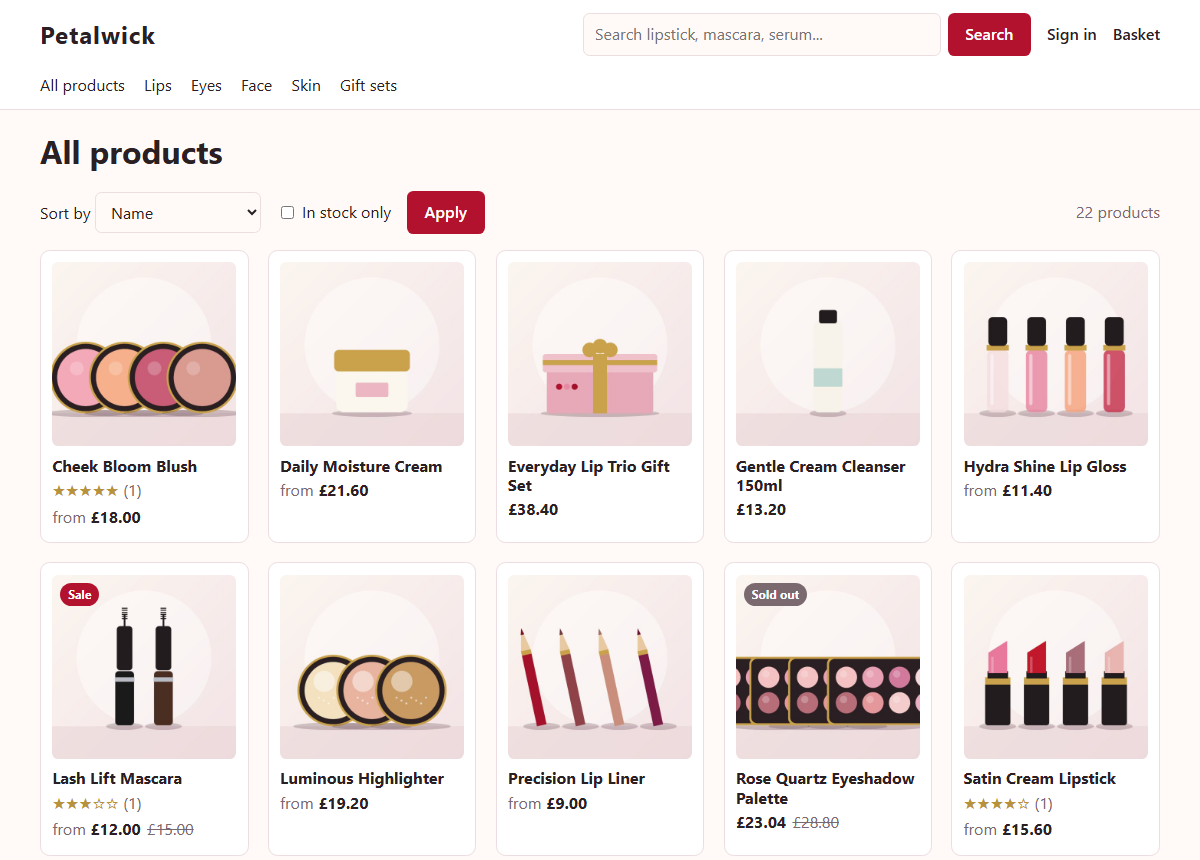 Petalwick
Search lipstick, mascara, serum...
Search
Sign in
Basket
All products
Lips
Eyes
Face
Skin
Gift sets
All products
Sort by
Name
In stock only
Apply
22 products
Cheek Bloom Blush
★★★★★ (1)
from £18.00
Daily Moisture Cream
from £21.60
Everyday Lip Trio Gift
Set
£38.40
Gentle Cream Cleanser
150ml
£13.20
Hydra Shine Lip Gloss
from £11.40
Sale
Lash Lift Mascara
★★★☆☆ (1)
from £12.00 £15.00
Luminous Highlighter
from £19.20
Precision Lip Liner
from £9.00
Sold out
Rose Quartz Eyeshadow
Palette
£23.04 £28.80
Satin Cream Lipstick
★★★★☆ (1)
from £15.60